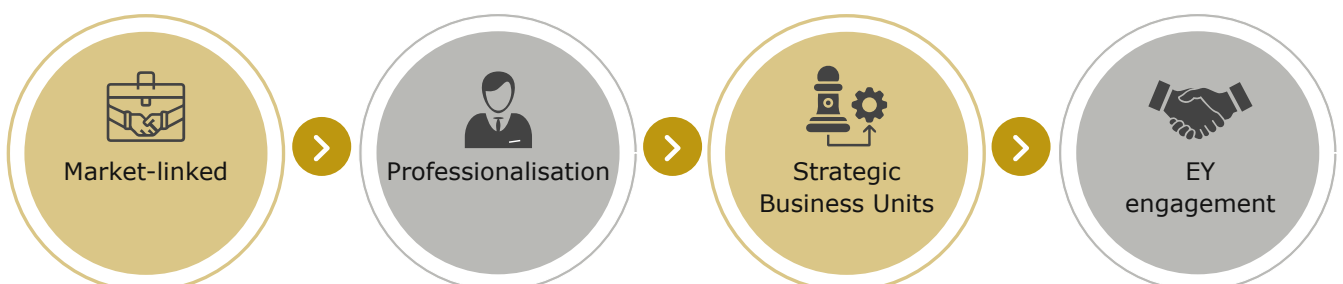 Market-linked
Professionalisation
Strategic
Business Units
EY
engagement